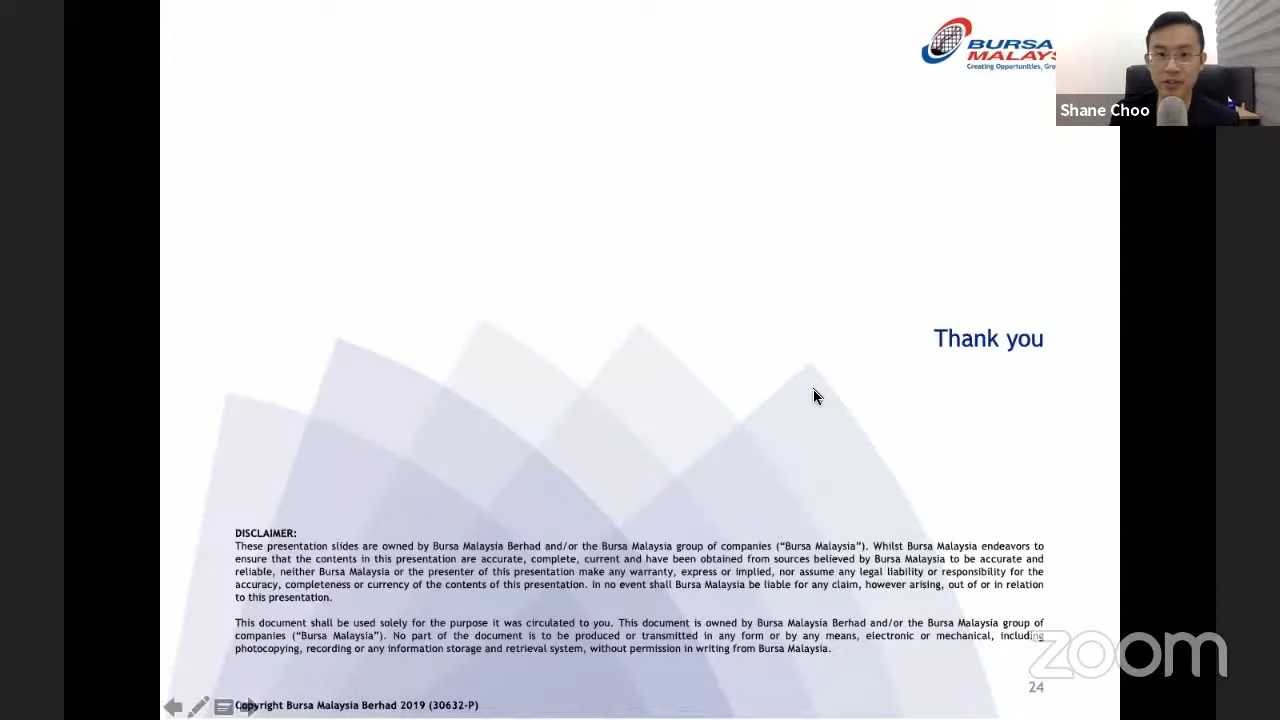 BURSA
MALAYS
Creating Opportunities, Gro
Shane Choo
Thank you
DISCLAIMER:
These presentation slides are owned by Bursa Malaysia Berhad and/or the Bursa Malaysia group of companies (“Bursa Malaysia”). Whilst Bursa Malaysia endeavors to
ensure that the contents in this presentation are accurate, complete, current and have been obtained from sources believed by Bursa Malaysia to be accurate and
reliable, neither Bursa Malaysia or the presenter of this presentation make any warranty, express or implied, nor assume any legal liability or responsibility for the
accuracy, completeness or currency of the contents of this presentation. In no event shall Bursa Malaysia be liable for any claim, however arising, out of or in relation
to this presentation.
This document shall be used solely for the purpose it was circulated to you. This document is owned by Bursa Malaysia Berhad and/or the Bursa Malaysia group of
companies (“Bursa Malaysia”). No part of the document is to be produced or transmitted in any form or by any means, electronic or mechanical, including
photocopying, recording or any information storage and retrieval system, without permission in writing from Bursa Malaysia.
zoom
24
Copyright Bursa Malaysia Berhad 2019 (30632-P)